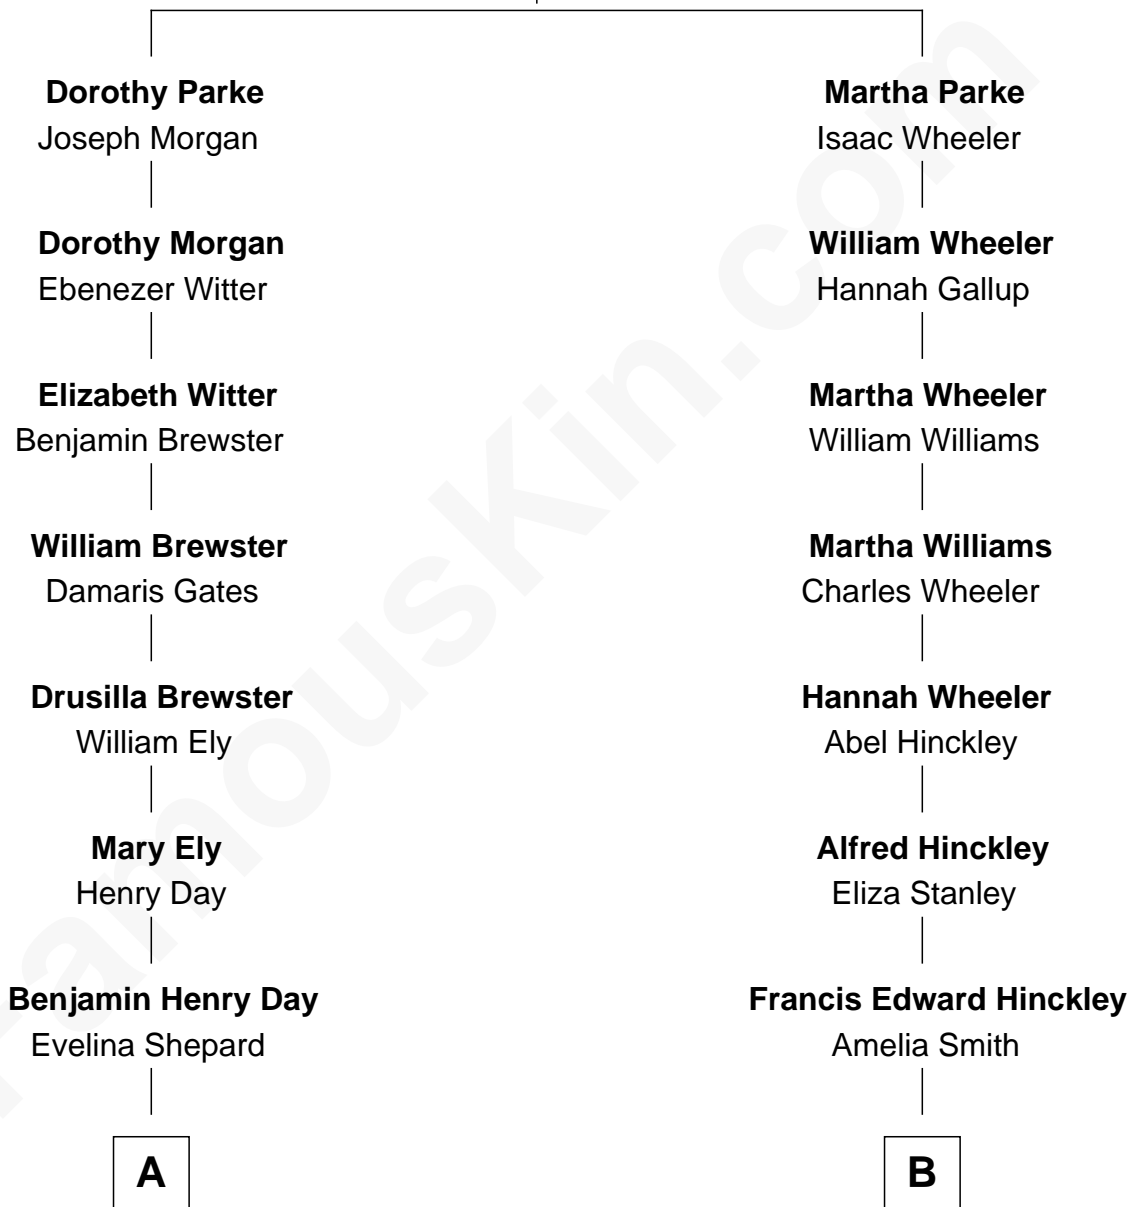 Dorothy Parke
Joseph Morgan
Dorothy Morgan
Ebenezer Witter
Elizabeth Witter
Benjamin Brewster
William Brewster
Damaris Gates
Drusilla Brewster
William Ely
Mary Ely
Henry Day
Benjamin Henry Day
Evelina Shepard
A
Martha Parke
Isaac Wheeler
William Wheeler
Hannah Gallup
Martha Wheeler
William Williams
Martha Williams
Charles Wheeler
Hannah Wheeler
Abel Hinckley
Alfred Hinckley
Eliza Stanley
Francis Edward Hinckley
Amelia Smith
B
FamousKin.com